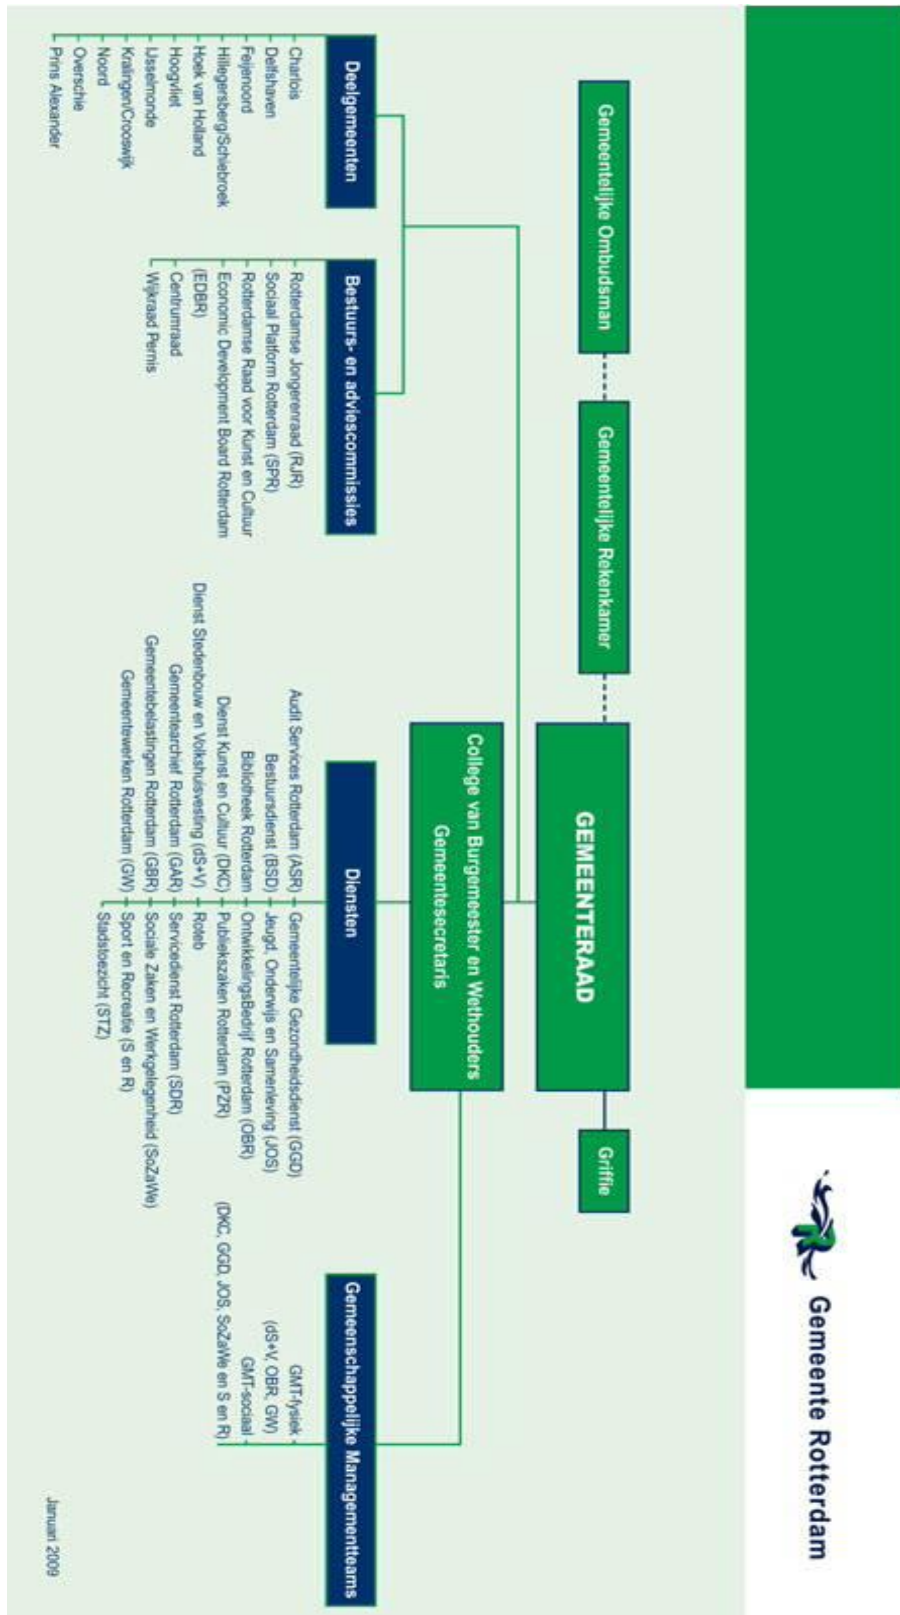 Gemeente Rotterdam
Gemeentelijke Ombudsman
Gemeentelijke Rekenkamer
GEMEENTERAAD
Griffie
College van Burgemeester en Wethouders
Gemeentesecretaris
Deelgemeenten
Charlois
Delfshaven
Feijenoord
Hillegersberg/Schiebroek
Hoek van Holland
Hoogvliet
IJsselmonde
Kralingen/Crooswijk
Noord
Overschie
Prins Alexander
Bestuurs- en adviescommissies
Rotterdamse Jongerenraad (RJR)
Sociaal Platform Rotterdam (SPR)
Rotterdamse Raad voor Kunst en Cultuur
Economic Development Board Rotterdam
(EDBR)
Centrumraad
Wijkraad Pernis
Diensten
Audit Services Rotterdam (ASR)
Bestuursdienst (BSD)
Bibliotheek Rotterdam
Dienst Kunst en Cultuur (DKC)
Dienst Stedenbouw en Volkshuisvesting (dS+V)
Gemeentearchief Rotterdam (GAR)
Gemeentebelastingen Rotterdam (GBR)
Gemeentewerken Rotterdam (GW)
Gemeentelijke Gezondheidsdienst (GGD)
Jeugd, Onderwijs en Samenleving (JOS)
OntwikkelingsBedrijf Rotterdam (OBR)
Publiekszaken Rotterdam (PZR)
Roteb
Servicedienst Rotterdam (SDR)
Sociale Zaken en Werkgelegenheid (SoZaWe)
Sport en Recreatie (S en R)
Stadstoezicht (STZ)
Gemeenschappelijke Managementteams
GMT-fysiek
(dS+V, OBR, GW)
GMT-sociaal
(DKC, GGD, JOS, SoZaWe en S en R)
Januari 2009